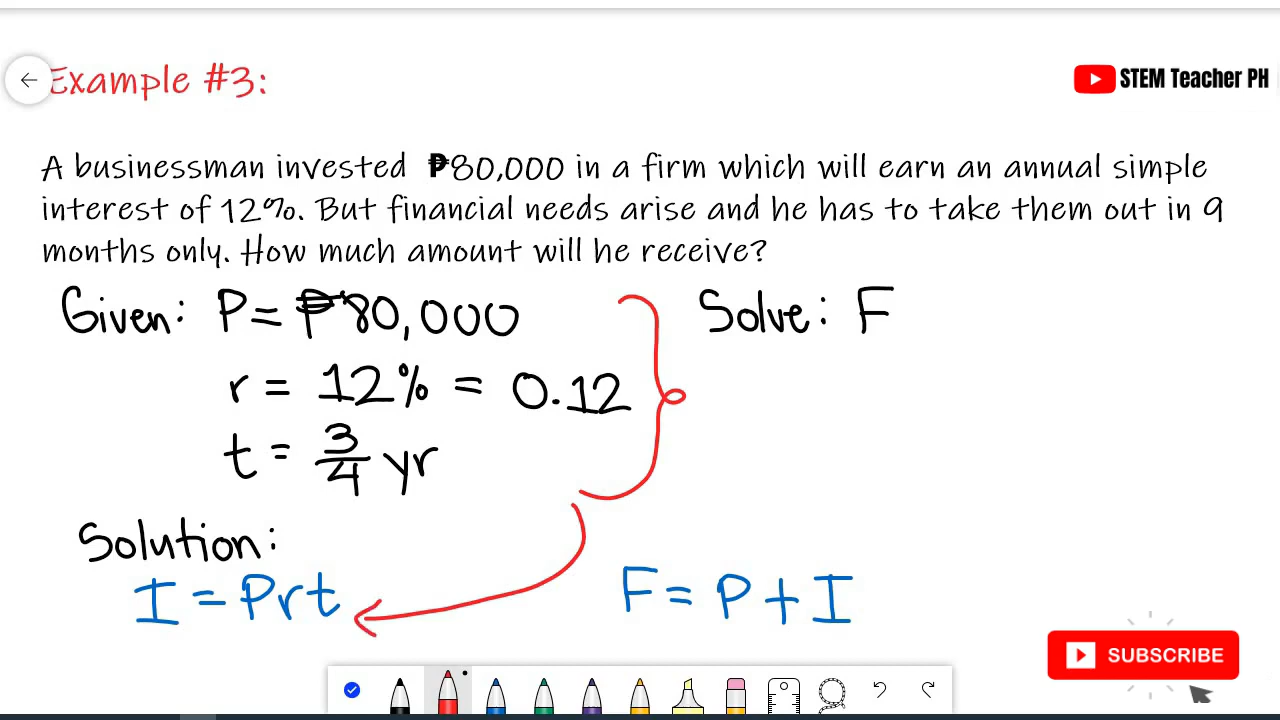 Example #3:
STEM Teacher PH
A businessman invested ₱80,000 in a firm which will earn an annual simple
interest of 12%. But financial needs arise and he has to take them out in 9
months only. How much amount will he receive?
Given: P = ₱80,000
Solve: F
r = 12% = 0.12
t = 3/4 yr
Solution:
I = Prt
F = P + I
SUBSCRIBE